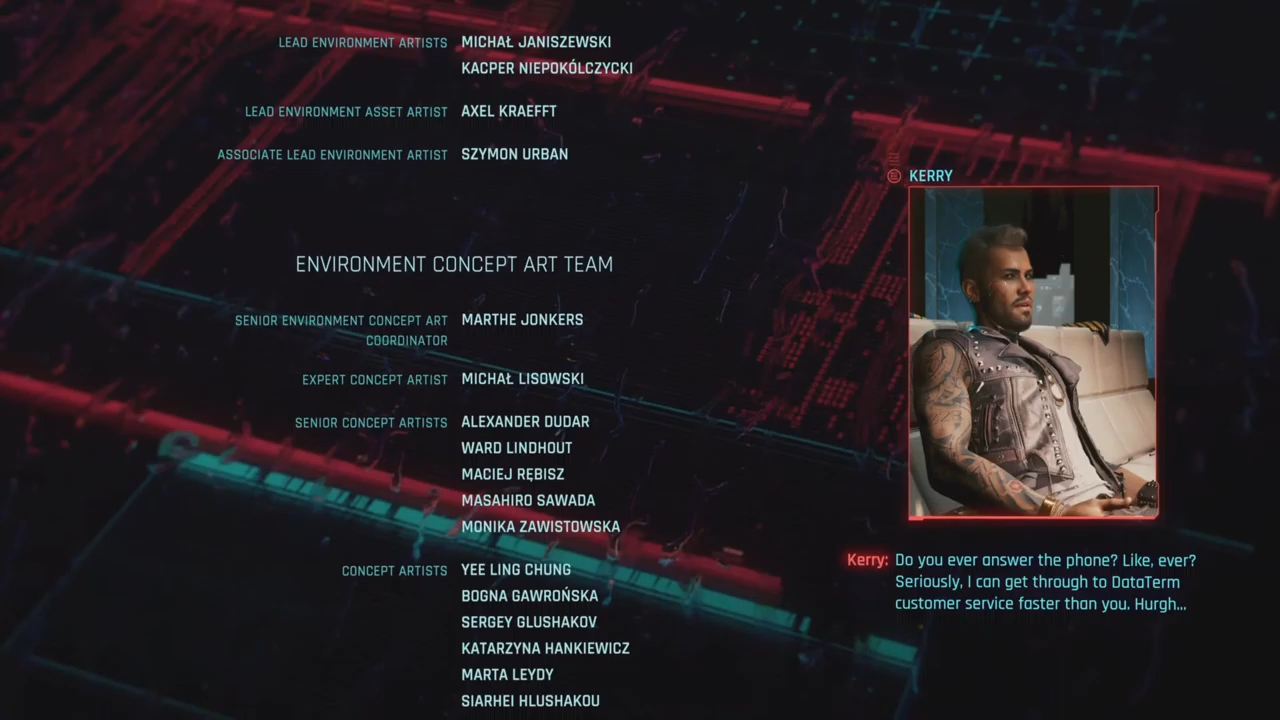 LEAD ENVIRONMENT ARTISTS MICHAŁ JANISZEWSKI
KACPER NIEPOKÓLCZYCKI
LEAD ENVIRONMENT ASSET ARTIST AXEL KRAEFFT
ASSOCIATE LEAD ENVIRONMENT ARTIST SZYMON URBAN
ENVIRONMENT CONCEPT ART TEAM
SENIOR ENVIRONMENT CONCEPT ART MARTHE JONKERS
COORDINATOR
EXPERT CONCEPT ARTIST MICHAŁ LISOWSKI
SENIOR CONCEPT ARTISTS ALEXANDER DUDAR
WARD LINDHOUT
MACIEJ RĘBISZ
MASAHIRO SAWADA
MONIKA ZAWISTOWSKA
CONCEPT ARTISTS YEE LING CHUNG
BOGNA GAWROŃSKA
SERGEY GLUSHAKOV
KATARZYNA HANKIEWICZ
MARTA LEYDY
SIARHEI HLUSHAKOU
KERRY
Kerry: Do you ever answer the phone? Like, ever?
Seriously, I can get through to DataTerm
customer service faster than you. Hurgh...